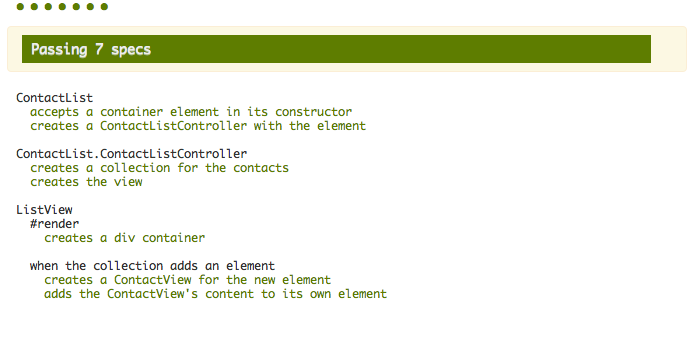 Passing 7 specs
ContactList
accepts a container element in its constructor
creates a ContactListController with the element
ContactList.ContactListController
creates a collection for the contacts
creates the view
ListView
#render
creates a div container
when the collection adds an element
creates a ContactView for the new element
adds the ContactView's content to its own element